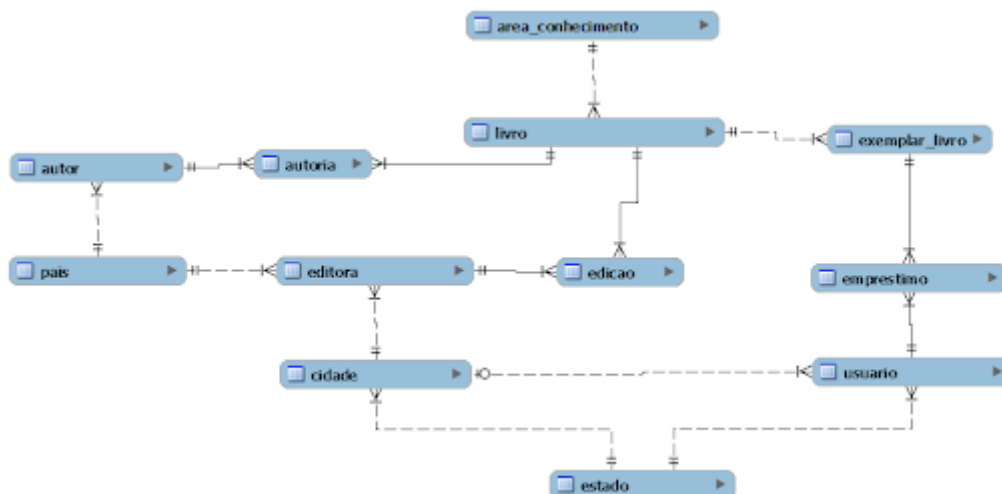 area_conhecimento
livro
exemplar_livro
autor
autoria
pais
editora
edicao
emprestimo
cidade
usuario
estado